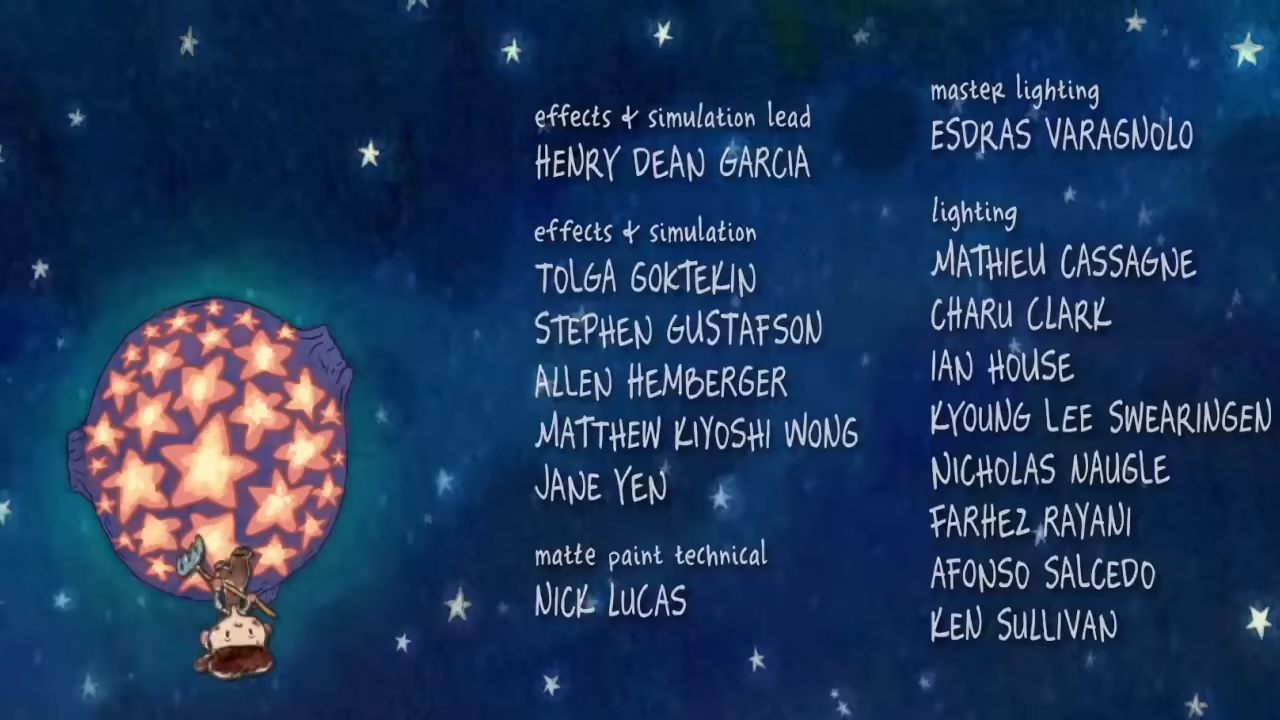 effects & simulation lead
HENRY DEAN GARCIA
effects & simulation
TOLGA GOKTEKIN
STEPHEN GUSTAFSON
ALLEN HEMBERGER
MATTHEW KIYOSHI WONG
JANE YEN
matte paint technical
NICK LUCAS
master lighting
ESDRAS VARAGNOLO
lighting
MATHIEU CASSAGNE
CHARU CLARK
IAN HOUSE
KYOUNG LEE SWEARINGEN
NICHOLAS NAUGLE
FARHEZ RAYANI
AFONSO SALCEDO
KEN SULLIVAN